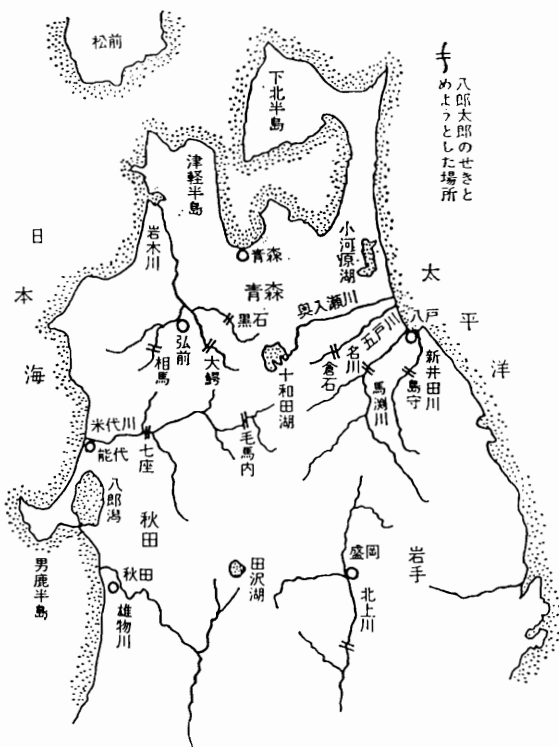 松前
下北半島
八郎太郎のせきと
めようとした場所
津軽半島
日本海
岩木川
青森
青森
小河原湖
太平洋
奥入瀬川
八戸
五戸川
黒石
弘前
相馬
大鰐
十和田湖
倉石
名川
馬渕川
島守
新井田川
米代川
能代
七座
毛馬内
八郎潟
秋田
男鹿半島
秋田
雄物川
田沢湖
盛岡
岩手
北上川